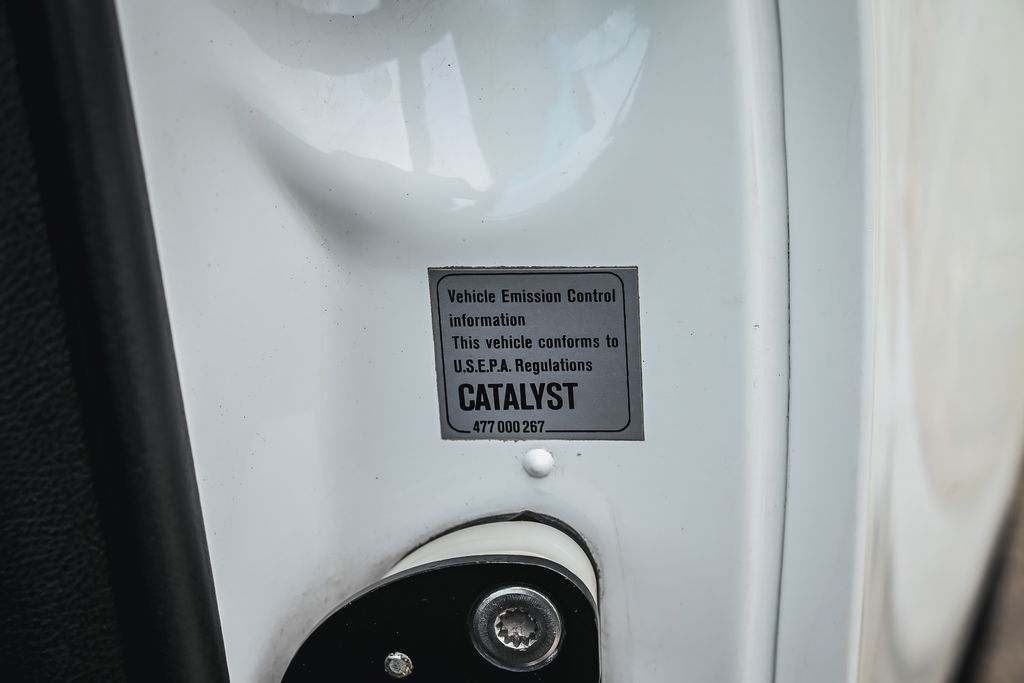 Vehicle Emission Control
information
This vehicle conforms to
U.S.E.P.A. Regulations
CATALYST
477 000 267